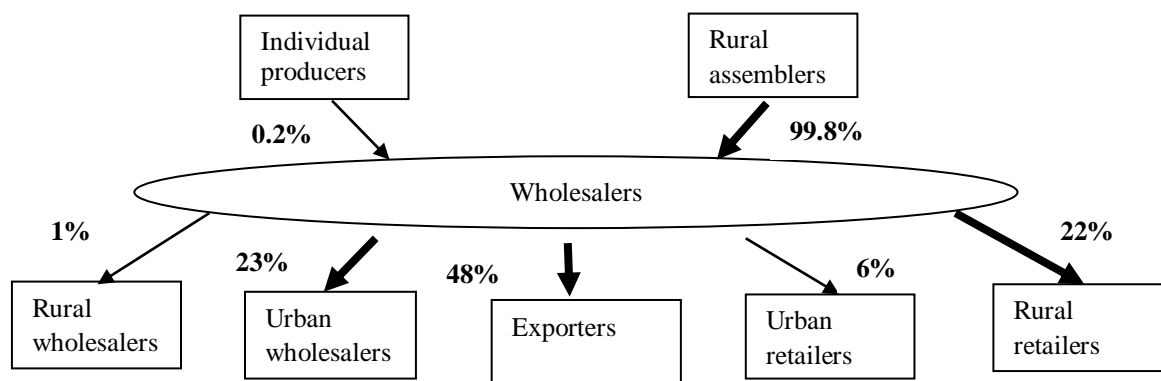 Individual
producers
Rural
assemblers
0.2%
99.8%
Wholesalers
1%
23%
48%
6%
22%
Rural
wholesalers
Urban
wholesalers
Exporters
Urban
retailers
Rural
retailers